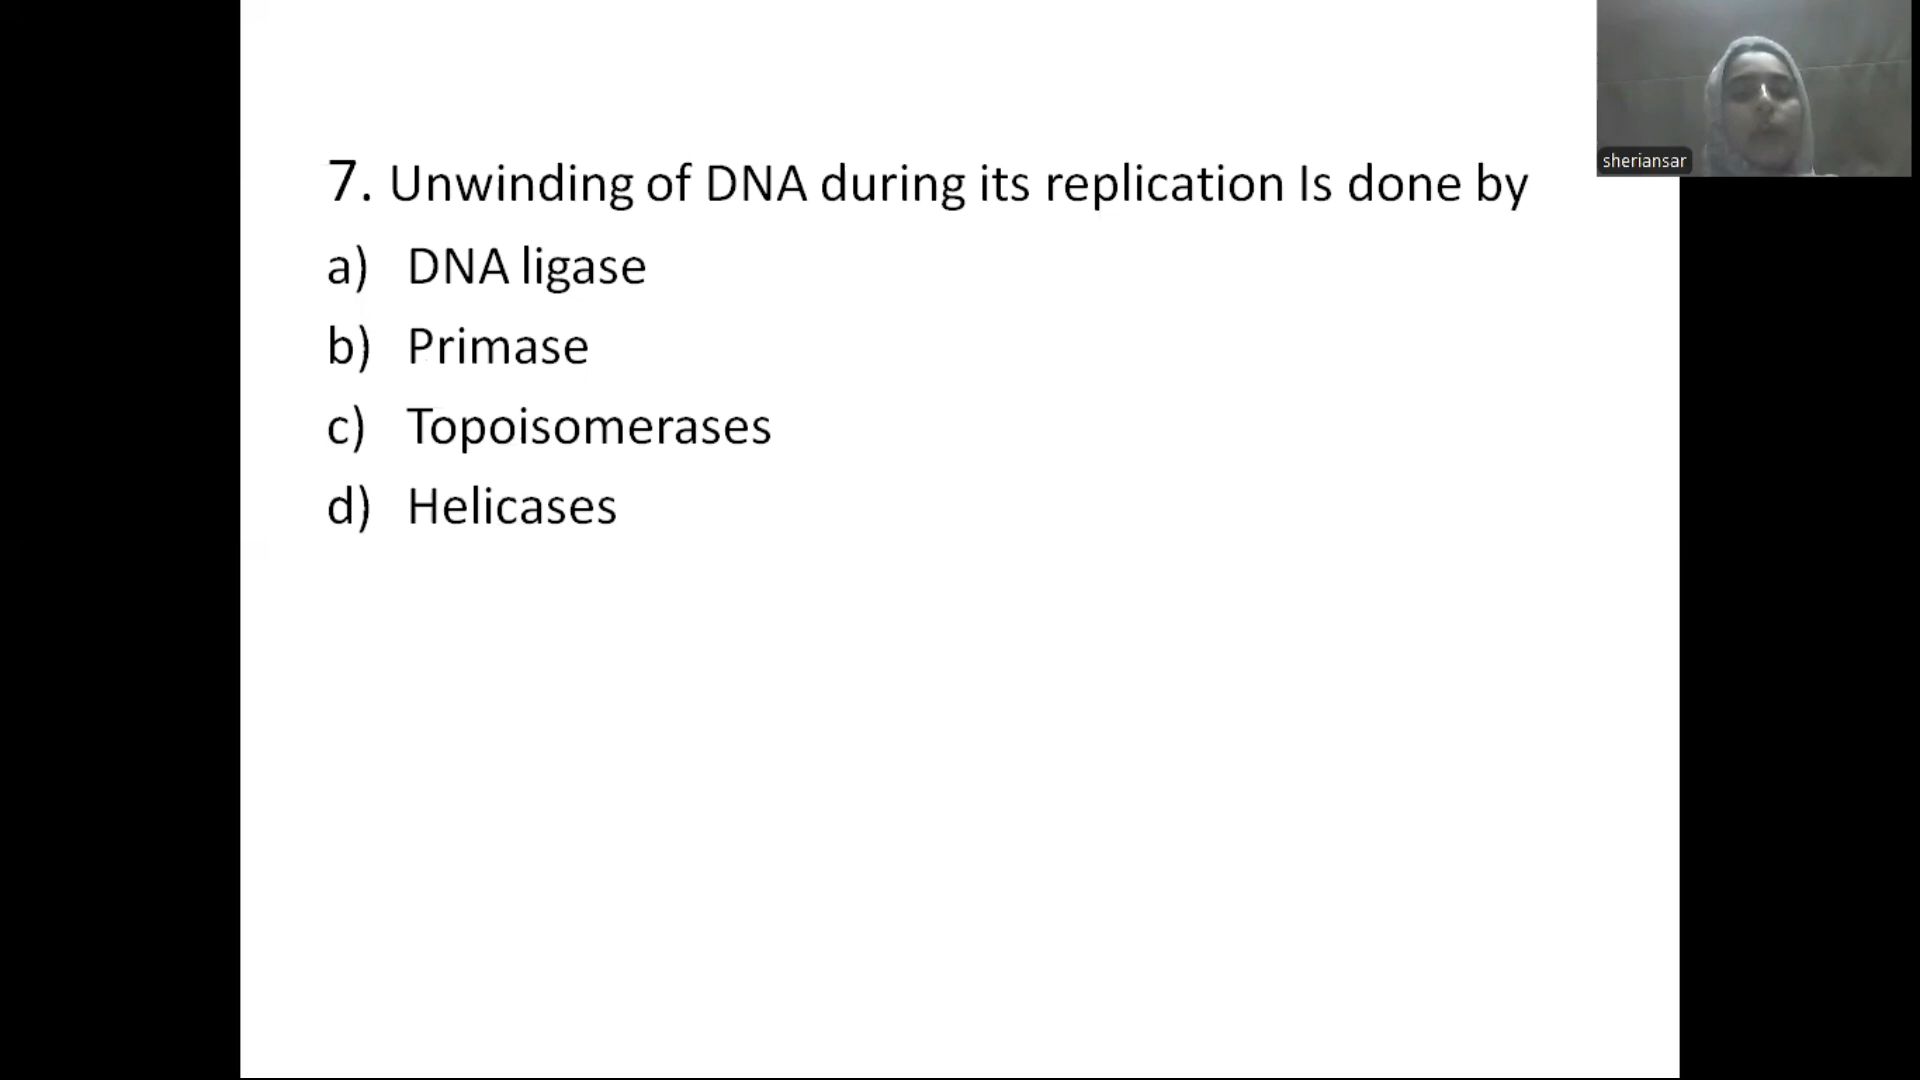 sheriansar
7. Unwinding of DNA during its replication Is done by
a) DNA ligase
b) Primase
c) Topoisomerases
d) Helicases